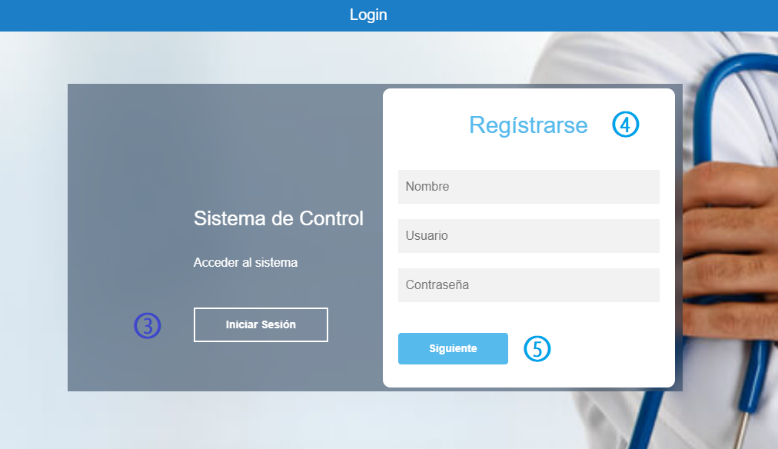 Login
Regístrarse ④
Nombre
Sistema de Control
Usuario
Acceder al sistema
Contraseña
③ Iniciar Sesión
Siguiente ⑤